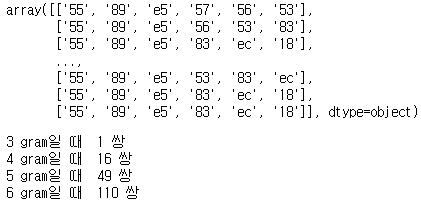 array([['55', '89', 'e5', '57', '56', '53'],
['55', '89', 'e5', '56', '53', '83'],
['55', '89', 'e5', '83', 'ec', '18'],
...,
['55', '89', 'e5', '53', '83', 'ec'],
['55', '89', 'e5', '83', 'ec', '18'],
['55', '89', 'e5', '83', 'ec', '18']], dtype=object)
3 gram일 때 1 쌍
4 gram일 때 16 쌍
5 gram일 때 49 쌍
6 gram일 때 110 쌍